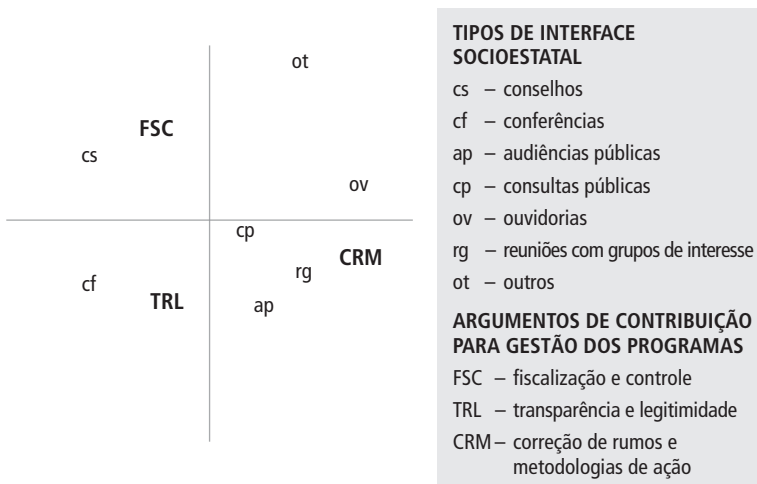 ot
FSC
cs
ov
cp
CRM
rg
cf
TRL
ap
TIPOS DE INTERFACE
SOCIOESTATAL
cs – conselhos
cf – conferências
ap – audiências públicas
cp – consultas públicas
ov – ouvidorias
rg – reuniões com grupos de interesse
ot – outros
ARGUMENTOS DE CONTRIBUIÇÃO
PARA GESTÃO DOS PROGRAMAS
FSC – fiscalização e controle
TRL – transparência e legitimidade
CRM – correção de rumos e
metodologias de ação